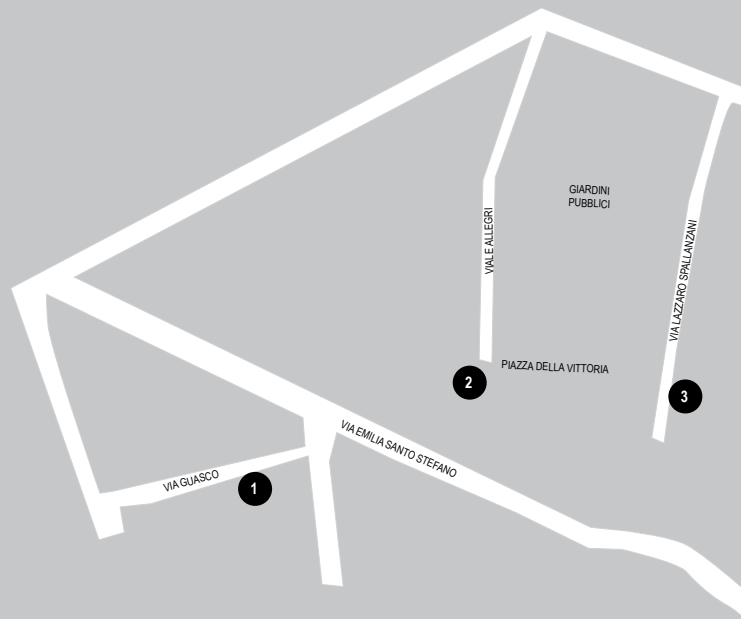 GIARDINI
PUBBLICI
VIALE ALLEGRI
VIA LAZZARO SPALLANZANI
PIAZZA DELLA VITTORIA
2
3
VIA EMILIA SANTO STEFANO
VIA GUASCO
1